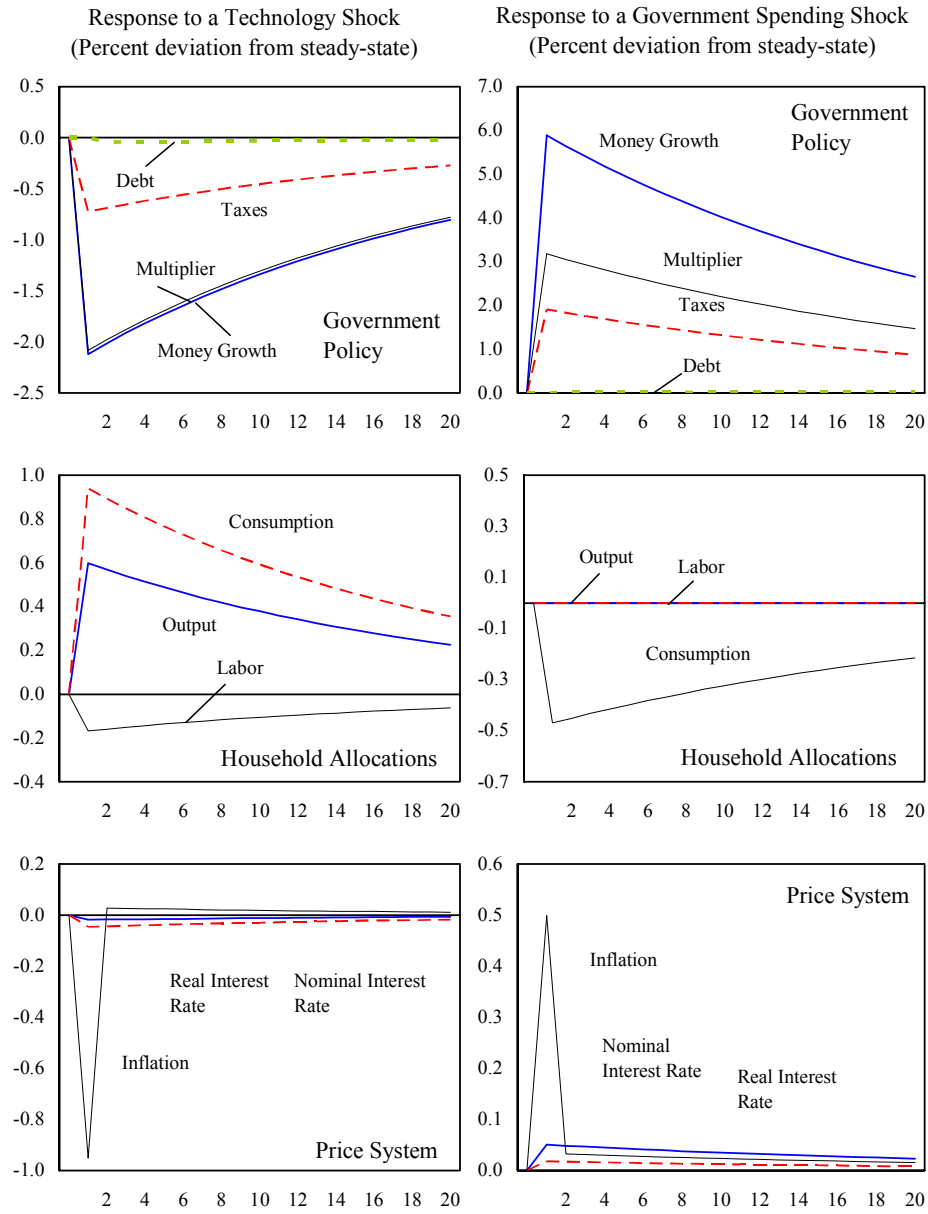 Response to a Technology Shock
(Percent deviation from steady-state)
Response to a Government Spending Shock
(Percent deviation from steady-state)
0.5
0.0
-0.5
-1.0
-1.5
-2.0
-2.5
Debt
Taxes
Multiplier
Money Growth
Government
Policy
2 4 6 8 10 12 14 16 18 20
7.0
6.0
5.0
4.0
3.0
2.0
1.0
0.0
Government
Policy
Money Growth
Multiplier
Taxes
Debt
2 4 6 8 10 12 14 16 18 20
1.0
0.8
0.6
0.4
0.2
0.0
-0.2
-0.4
Consumption
Output
Labor
Household Allocations
2 4 6 8 10 12 14 16 18 20
0.5
0.3
0.1
-0.1
-0.3
-0.5
-0.7
Output
Labor
Consumption
Household Allocations
2 4 6 8 10 12 14 16 18 20
0.2
0.0
-0.2
-0.4
-0.6
-0.8
-1.0
Real Interest
Rate
Nominal Interest
Rate
Inflation
Price System
2 4 6 8 10 12 14 16 18 20
0.6
0.5
0.4
0.3
0.2
0.1
0.0
Price System
Inflation
Nominal
Interest Rate
Real Interest
Rate
2 4 6 8 10 12 14 16 18 20